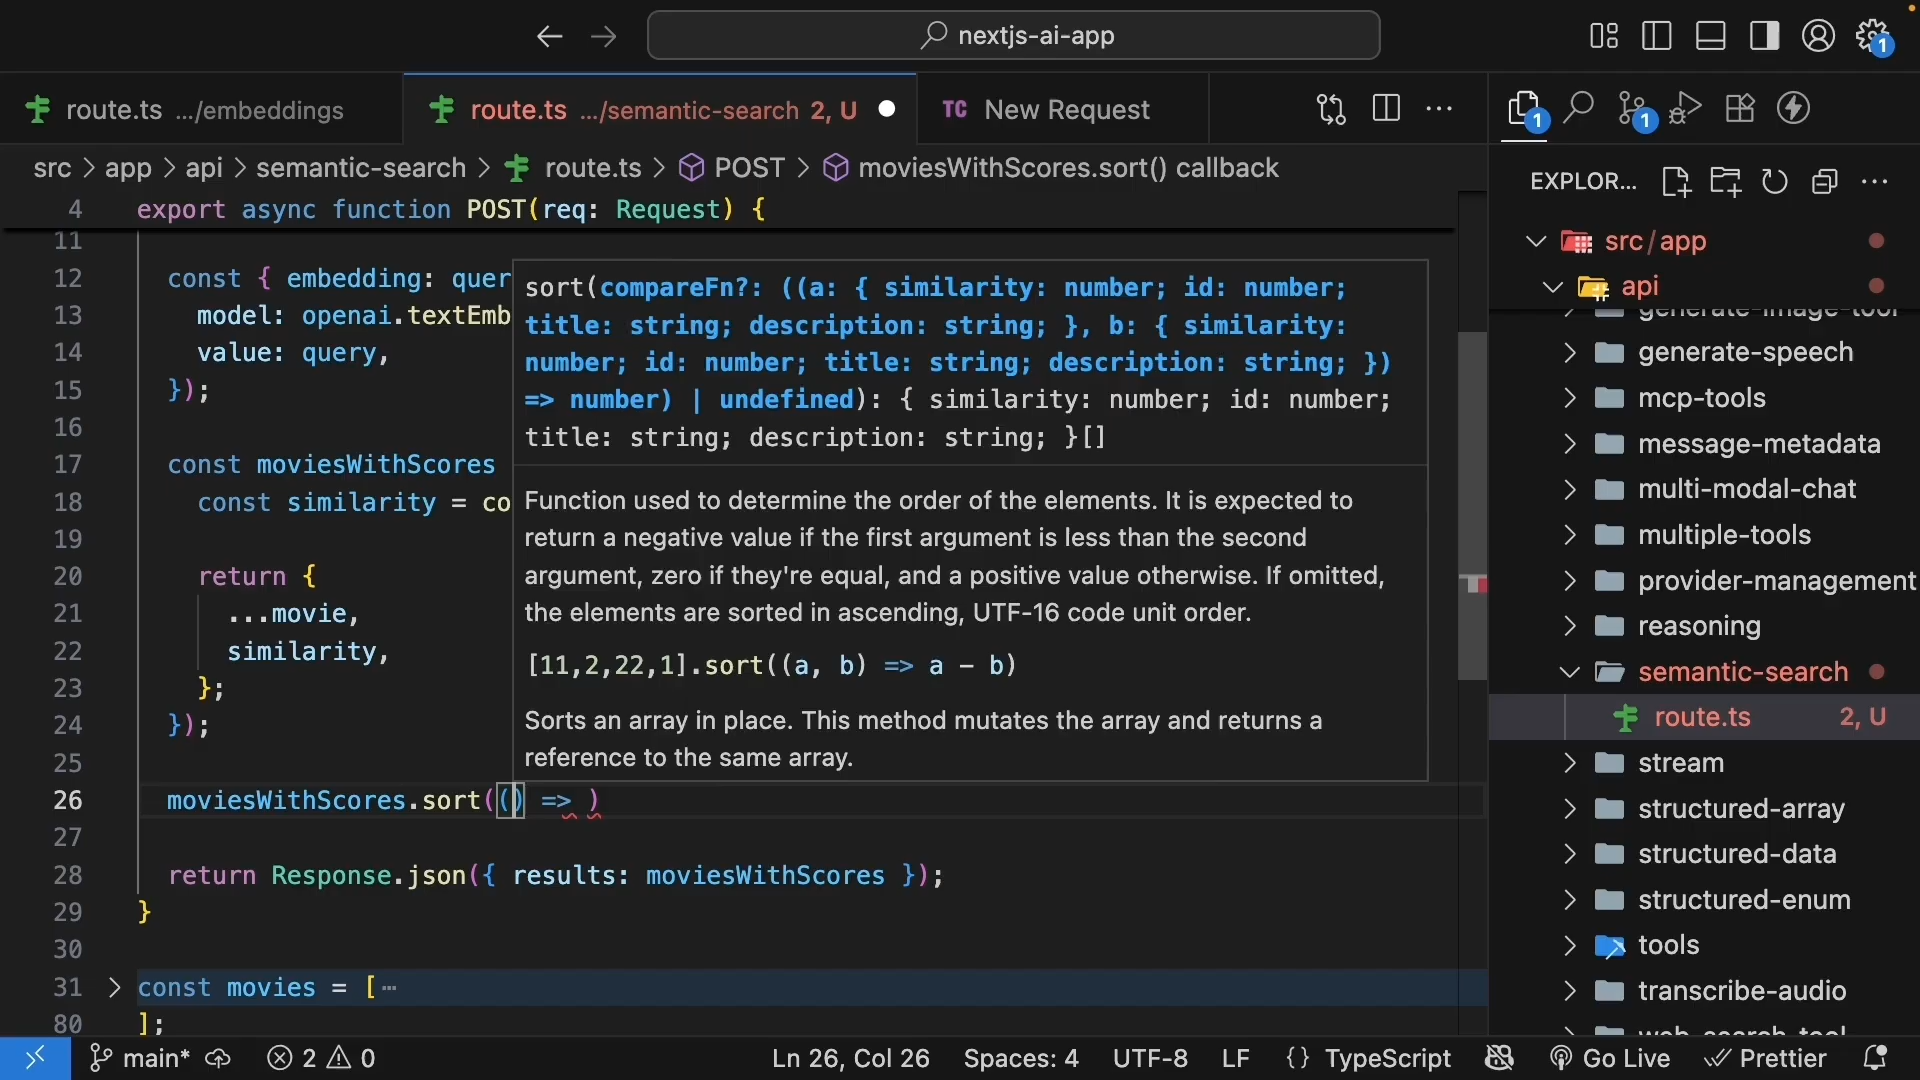 nextjs-ai-app
1
route.ts .../embeddings
route.ts .../semantic-search 2, U
TC New Request
1
1
src > app > api > semantic-search > route.ts > POST > moviesWithScores.sort() callback
EXPLOR...
4 export async function POST(req: Request) {
11
12 const { embedding: quer
13 model: openai.textEmb
14 value: query,
15 });
16
17 const moviesWithScores
18 const similarity = co
19
20 return {
21 ...movie,
22 similarity,
23 };
24 });
25
26 moviesWithScores.sort(() => )
27
28 return Response.json({ results: moviesWithScores });
29 }
30
31 const movies = [ ...
80 ];
sort(compareFn?: ((a: { similarity: number; id: number;
title: string; description: string; }, b: { similarity:
number; id: number; title: string; description: string; })
=> number) | undefined): { similarity: number; id: number;
title: string; description: string; }[]
Function used to determine the order of the elements. It is expected to
return a negative value if the first argument is less than the second
argument, zero if they're equal, and a positive value otherwise. If omitted,
the elements are sorted in ascending, UTF-16 code unit order.
[11,2,22,1].sort((a, b) => a - b)
Sorts an array in place. This method mutates the array and returns a
reference to the same array.
src/app
api
generate-image-tool
generate-speech
mcp-tools
message-metadata
multi-modal-chat
multiple-tools
provider-management
reasoning
semantic-search
route.ts 2, U
stream
structured-array
structured-data
structured-enum
tools
transcribe-audio
web-search-tool
main* 2 0
Ln 26, Col 26 Spaces: 4 UTF-8 LF {} TypeScript Go Live Prettier